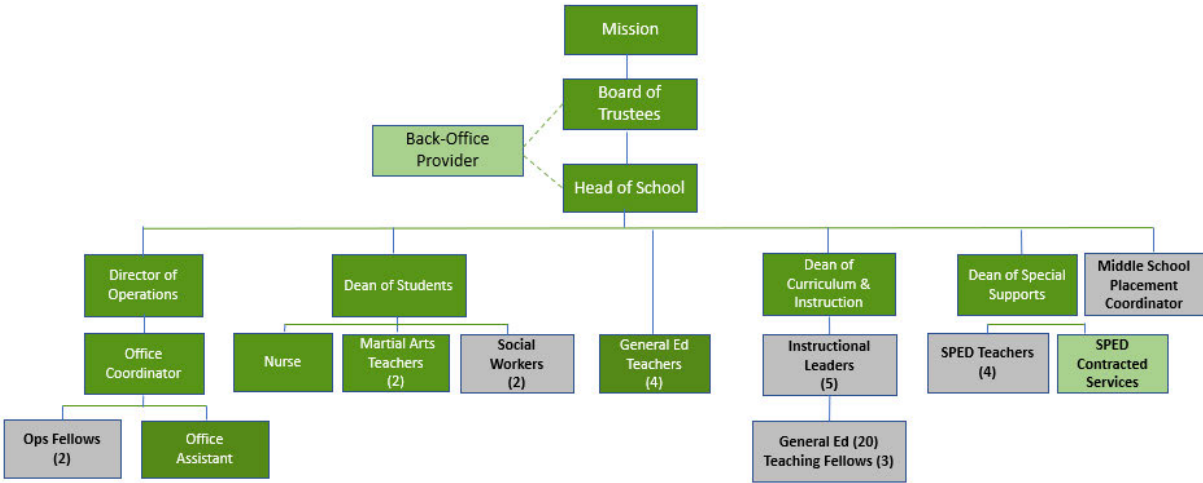 Mission
Board of
Trustees
Back-Office
Provider
Head of School
Director of
Operations
Dean of Students
Dean of
Curriculum &
Instruction
Dean of Special
Supports
Middle School
Placement
Coordinator
Office
Coordinator
Nurse
Martial Arts
Teachers
(2)
Social
Workers
(2)
General Ed
Teachers
(4)
Instructional
Leaders
(5)
SPED Teachers
(4)
SPED
Contracted
Services
Ops Fellows
(2)
Office
Assistant
General Ed (20)
Teaching Fellows (3)